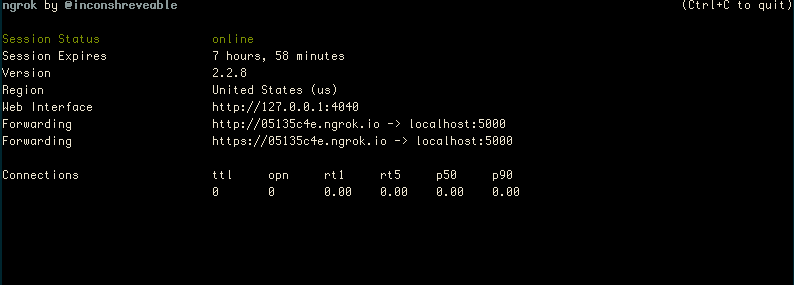 ngrok by @inconshreveable (Ctrl+C to quit)
Session Status online
Session Expires 7 hours, 58 minutes
Version 2.2.8
Region United States (us)
Web Interface http://127.0.0.1:4040
Forwarding http://05135c4e.ngrok.io -> localhost:5000
Forwarding https://05135c4e.ngrok.io -> localhost:5000
Connections ttl opn rt1 rt5 p50 p90
0 0 0.00 0.00 0.00 0.00